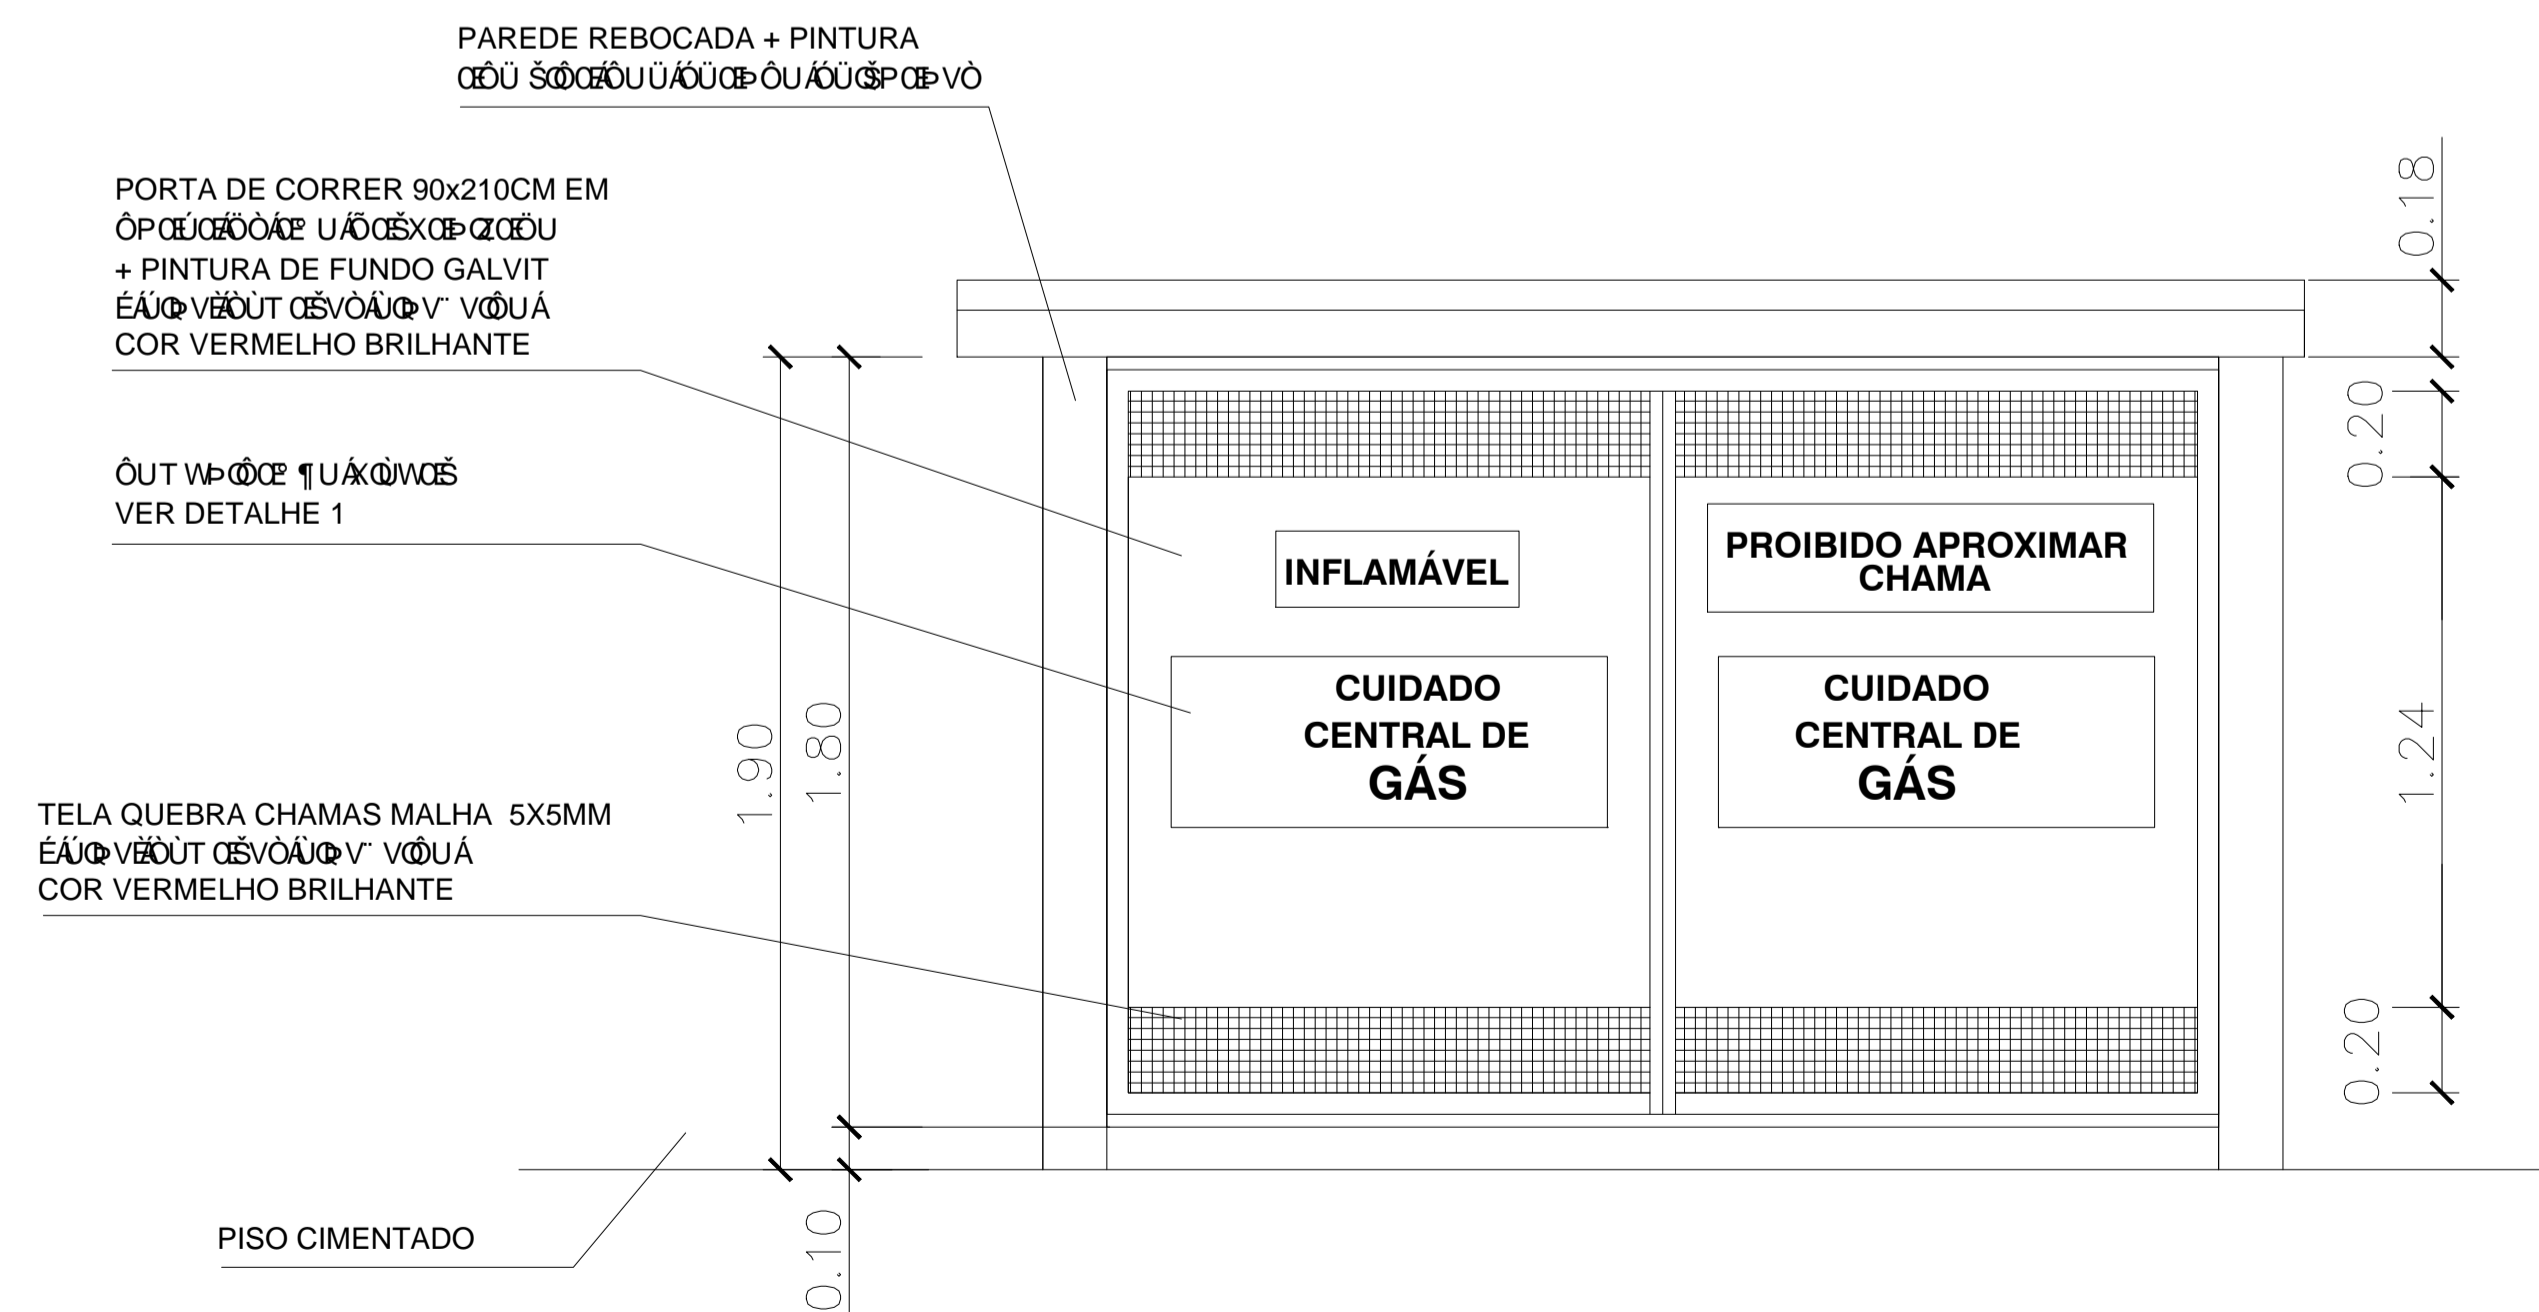 PAREDE REBOCADA + PINTURA
PORTA DE CORRER 90x210CM EM
+ PINTURA DE FUNDO GALVIT
COR VERMELHO BRILHANTE
VER DETALHE 1
TELA QUEBRA CHAMAS MALHA 5X5MM
COR VERMELHO BRILHANTE
PISO CIMENTADO
1.90
1.80
0.10
INFLAMÁVEL
CUIDADO
CENTRAL DE
GÁS
PROIBIDO APROXIMAR
CHAMA
CUIDADO
CENTRAL DE
GÁS
0.18
0.20
1.24
0.20